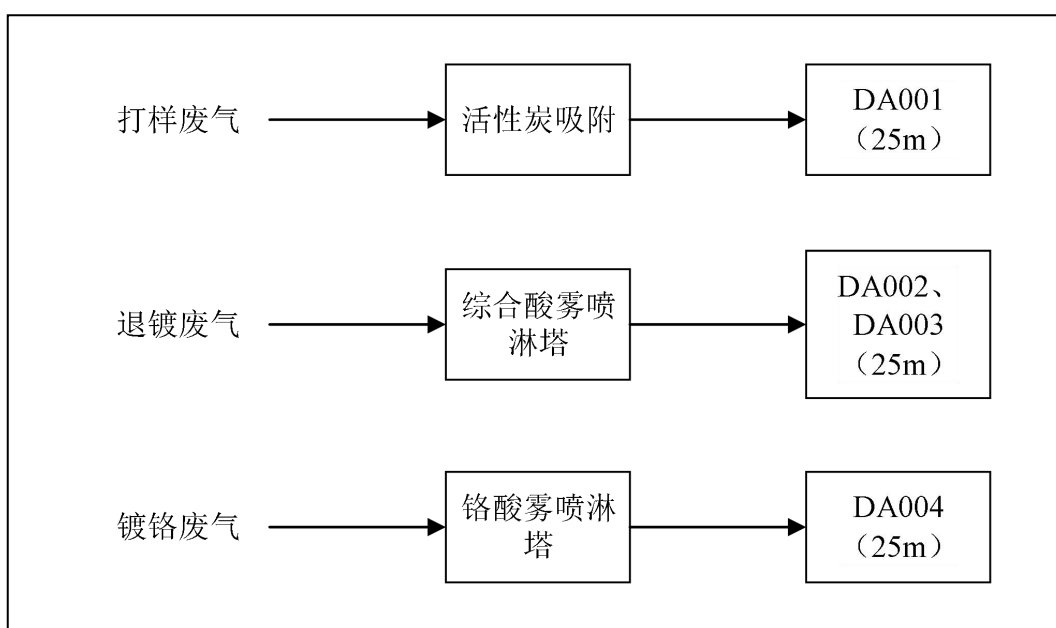 打样废气
活性炭吸附
DA001
（25m）
退镀废气
综合酸雾喷
淋塔
DA002、
DA003
（25m）
镀铬废气
铬酸雾喷淋
塔
DA004
（25m）